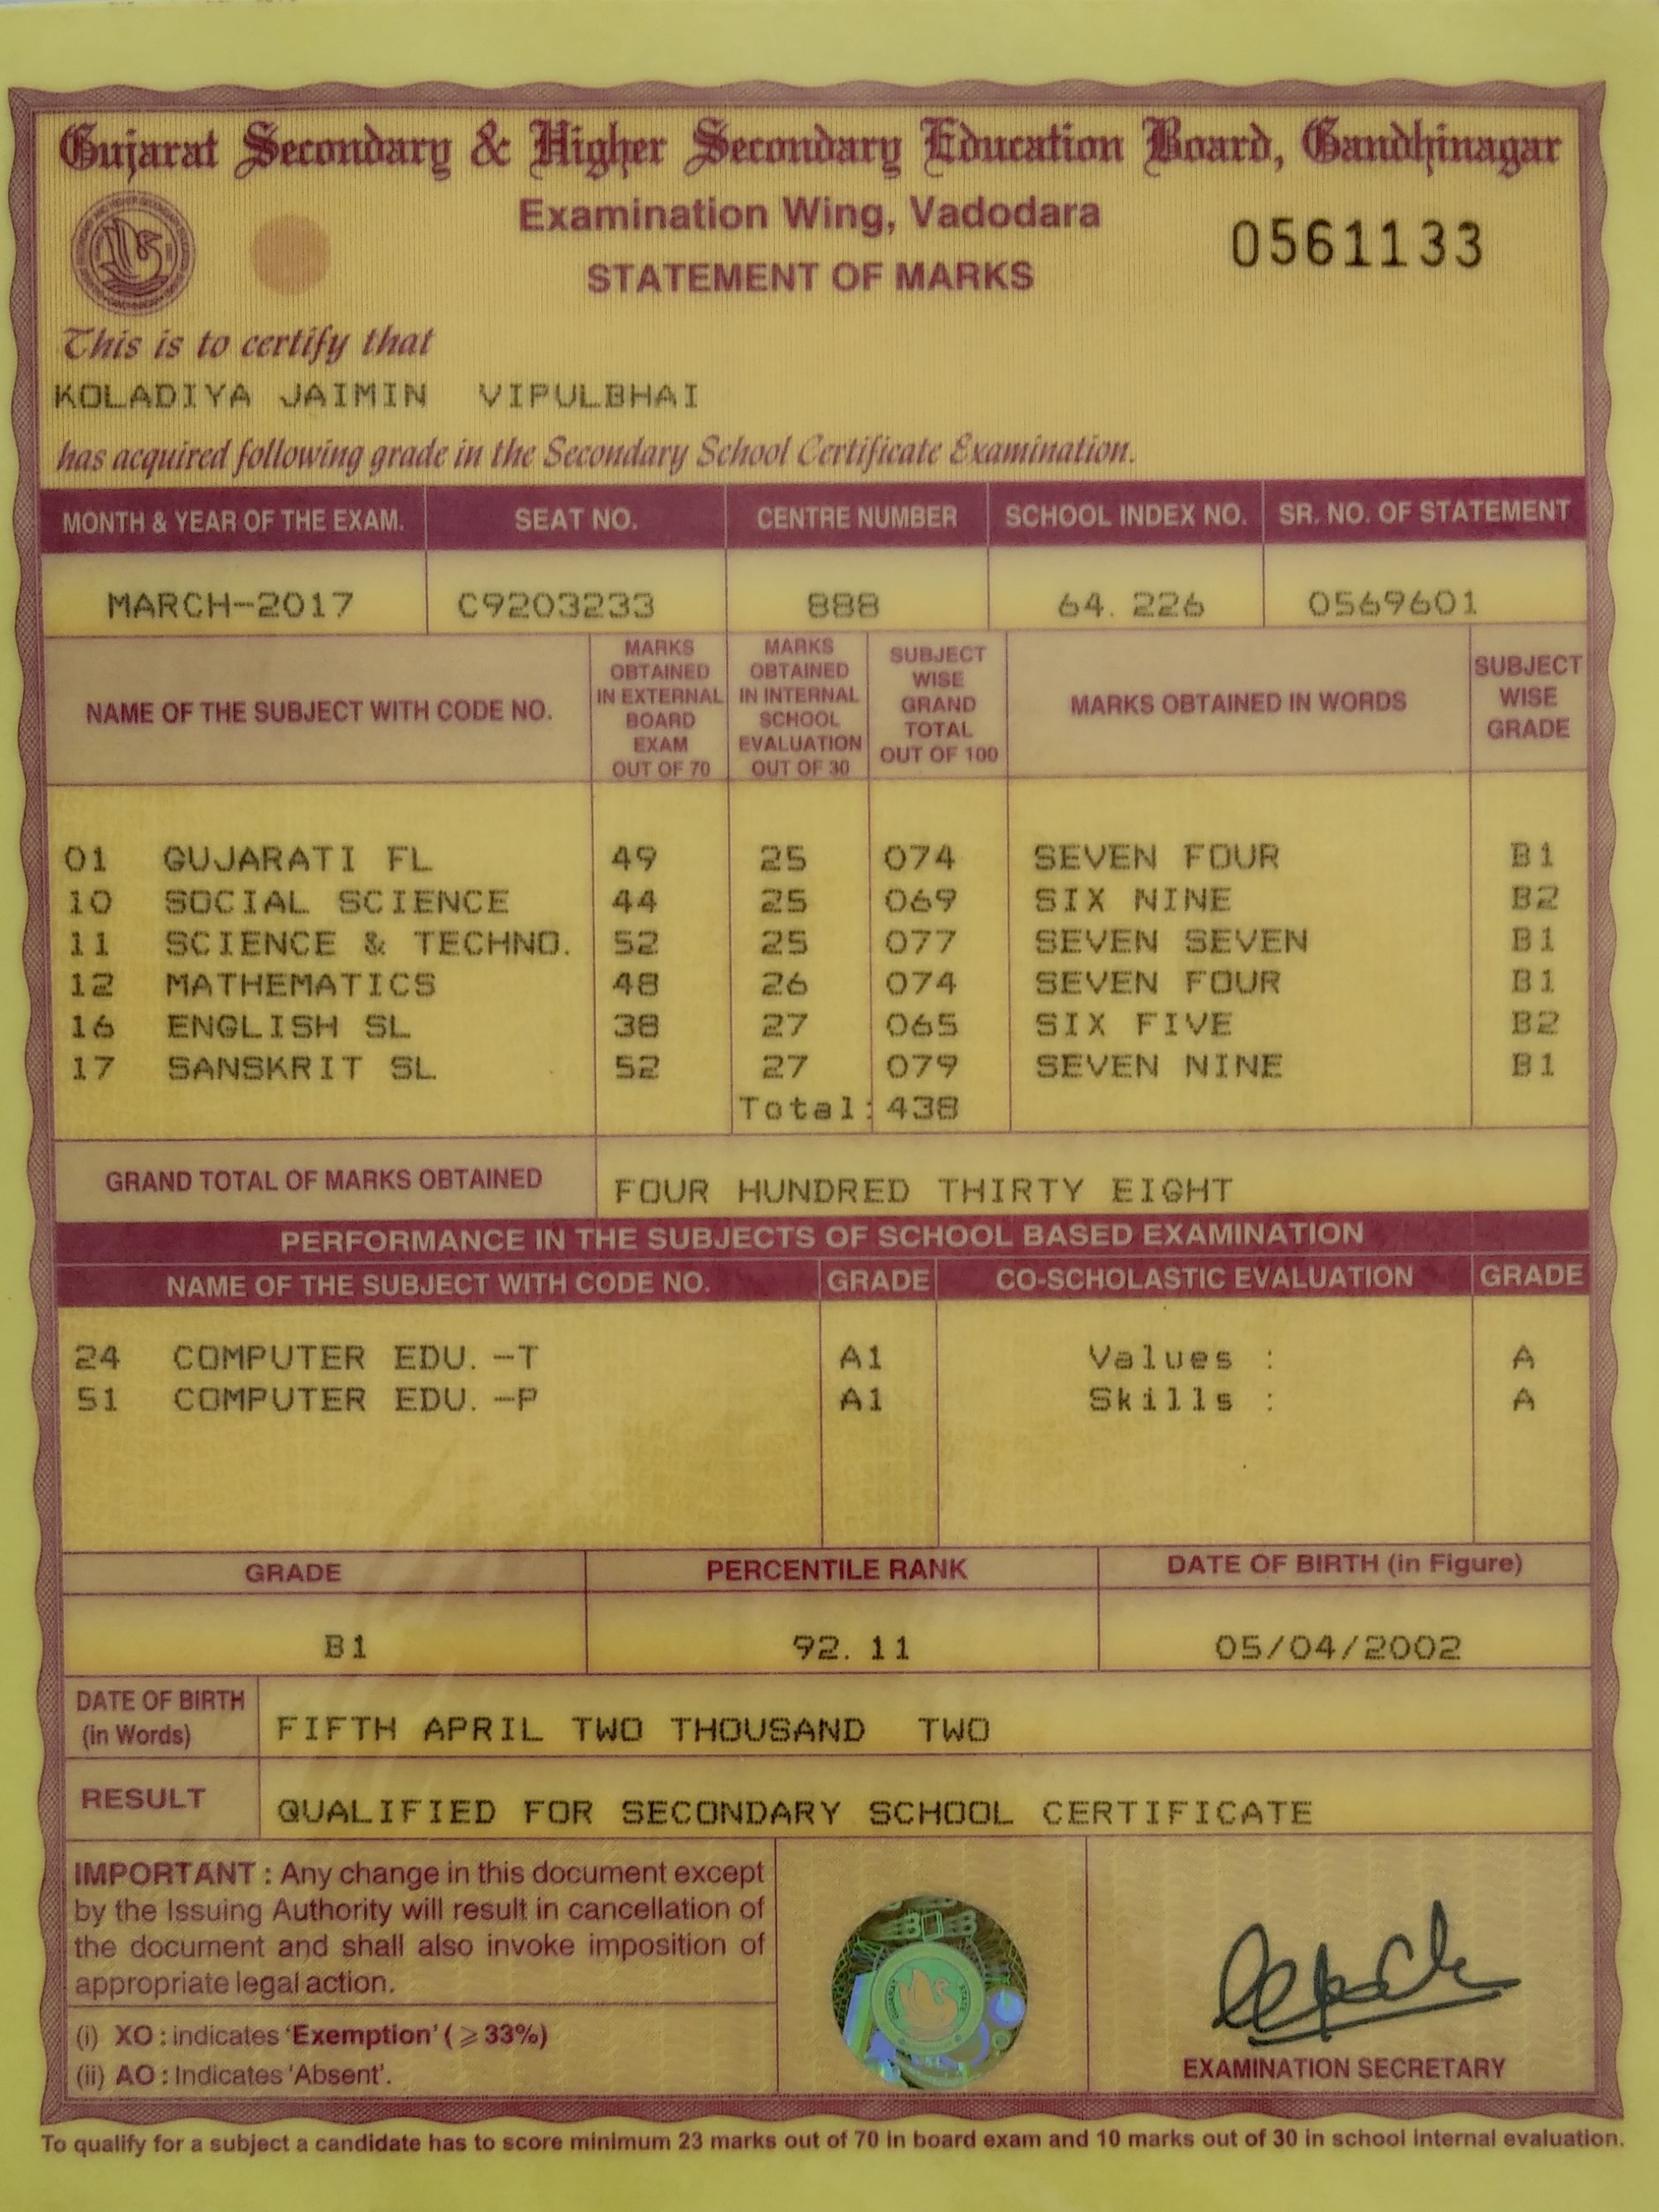 Gujarat Secondary & Higher Secondary Education Board, Gandhinagar
Examination Wing, Vadodara
0561133
STATEMENT OF MARKS
This is to certify that
KOLADIYA JAIMIN VIPULBHAI
has acquired following grade in the Secondary School Certificate Examination.
MONTH & YEAR OF THE EXAM. SEAT NO. CENTRE NUMBER SCHOOL INDEX NO. SR. NO. OF STATEMENT
MARCH-2017 C9203233 888 64. 226 0569601
NAME OF THE SUBJECT WITH CODE NO. MARKS OBTAINED IN EXTERNAL BOARD EXAM OUT OF 70 MARKS OBTAINED IN INTERNAL SCHOOL EVALUATION OUT OF 30 SUBJECT WISE GRAND TOTAL OUT OF 100 MARKS OBTAINED IN WORDS SUBJECT WISE GRADE
01 GUJARATI FL 49 25 074 SEVEN FOUR B1
10 SOCIAL SCIENCE 44 25 069 SIX NINE B2
11 SCIENCE & TECHNO. 52 25 077 SEVEN SEVEN B1
12 MATHEMATICS 48 26 074 SEVEN FOUR B1
16 ENGLISH SL 38 27 065 SIX FIVE B2
17 SANSKRIT SL 52 27 079 SEVEN NINE B1
Total: 438
GRAND TOTAL OF MARKS OBTAINED FOUR HUNDRED THIRTY EIGHT
PERFORMANCE IN THE SUBJECTS OF SCHOOL BASED EXAMINATION
NAME OF THE SUBJECT WITH CODE NO. GRADE CO-SCHOLASTIC EVALUATION GRADE
24 COMPUTER EDU. -T A1 Values : A
51 COMPUTER EDU. -P A1 Skills : A
GRADE PERCENTILE RANK DATE OF BIRTH (in Figure)
B1 92. 11 05/04/2002
DATE OF BIRTH (in Words) FIFTH APRIL TWO THOUSAND TWO
RESULT QUALIFIED FOR SECONDARY SCHOOL CERTIFICATE
IMPORTANT : Any change in this document except
by the Issuing Authority will result in cancellation of
the document and shall also invoke imposition of
appropriate legal action.
(i) XO : indicates 'Exemption' (⩾ 33%)
(ii) AO : Indicates 'Absent'.
EXAMINATION SECRETARY
To qualify for a subject a candidate has to score minimum 23 marks out of 70 in board exam and 10 marks out of 30 in school internal evaluation.